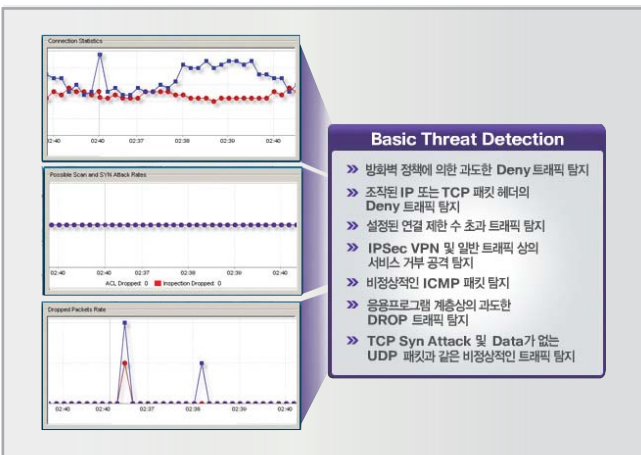 Connection Statistics
02:40 02:40 02:37 02:38 02:39 02:40
Possible Scan and SYN Attack Rates
02:40 02:40 02:37 02:38 02:39 02:40
ACL Dropped: 0 Inspection Dropped: 0
Dropped Packets Rate
02:40 02:40 02:37 02:38 02:39 02:40
Basic Threat Detection
» 방화벽 정책에 의한 과도한 Deny 트래픽 탐지
» 조작된 IP 또는 TCP 패킷 헤더의
Deny 트래픽 탐지
» 설정된 연결 제한 수 초과 트래픽 탐지
» IPSec VPN 및 일반 트래픽 상의
서비스 거부 공격 탐지
» 비정상적인 ICMP 패킷 탐지
» 응용프로그램 계층상의 과도한
DROP 트래픽 탐지
» TCP Syn Attack 및 Data가 없는
UDP 패킷과 같은 비정상적인 트래픽 탐지